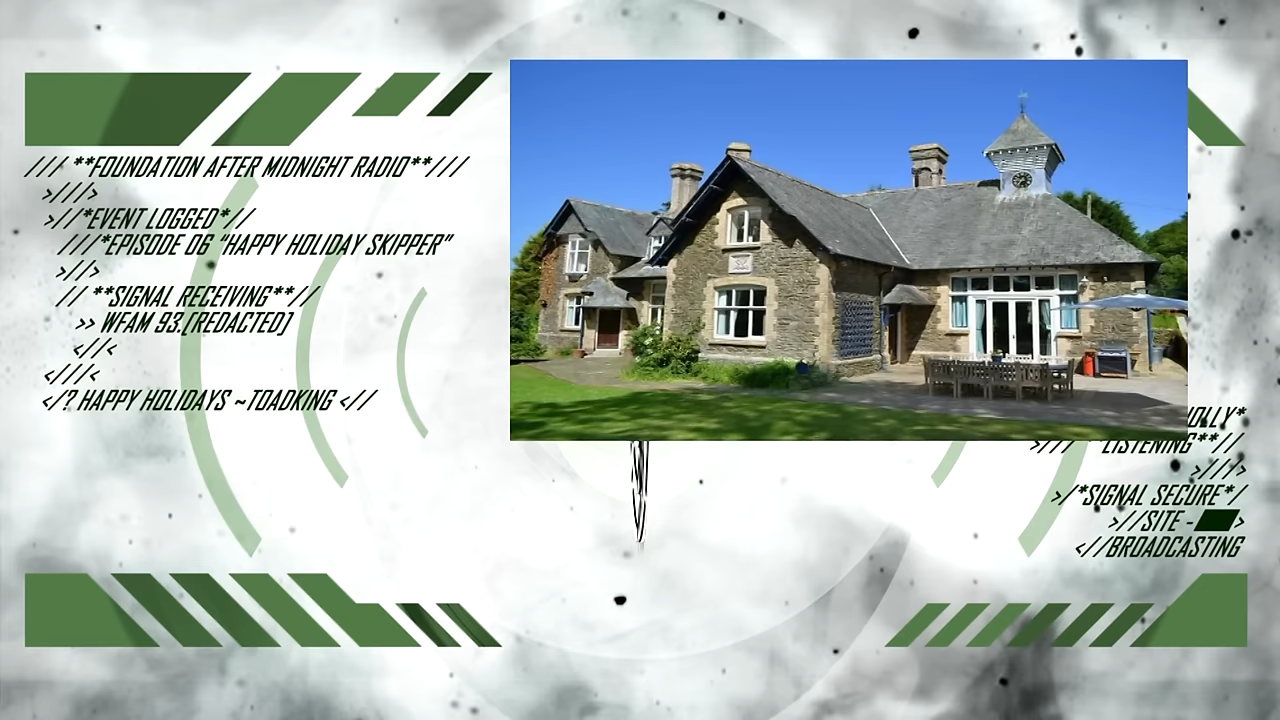 /// **FOUNDATION AFTER MIDNIGHT RADIO**///
>////>
>//*EVENT LOGGED*//
///*EPISODE 06 "HAPPY HOLIDAY SKIPPER"
>//>
// **SIGNAL RECEIVING**//
>> WFAM 93.[REDACTED]
<//<
<///<
</? HAPPY HOLIDAYS ~TOADKING <//
LISTENING**//
>///>
>/*SIGNAL SECURE*/
>//SITE -
<//BROADCASTING